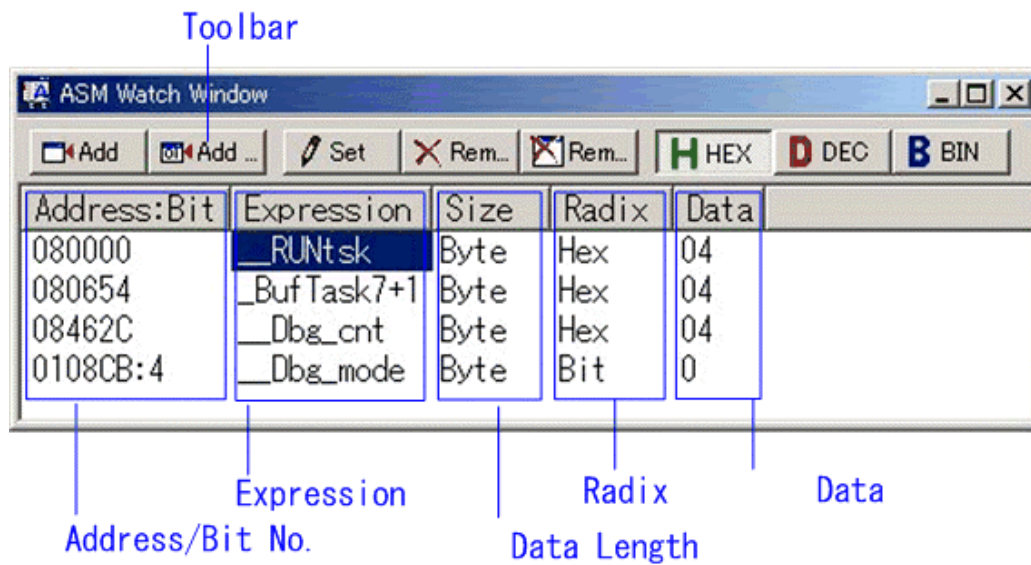 Toolbar
ASM Watch Window
Add Add ... Set Rem... Rem... H HEX D DEC B BIN
Address:Bit Expression Size Radix Data
080000 __RUNtsk Byte Hex 04
080654 _BufTask7+1 Byte Hex 04
08462C __Dbg_cnt Byte Hex 04
0108CB:4 __Dbg_mode Byte Bit 0
Expression Radix Data
Address/Bit No. Data Length